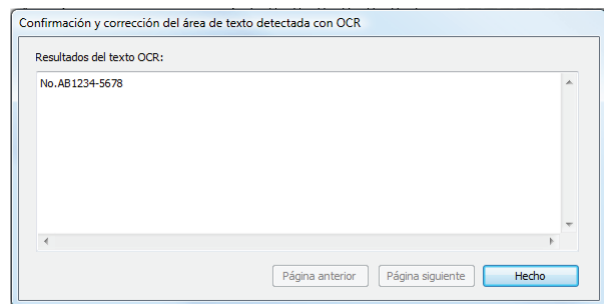 Confirmación y corrección del área de texto detectada con OCR
Resultados del texto OCR:
No.AB1234-5678
Página anterior
Página siguiente
Hecho